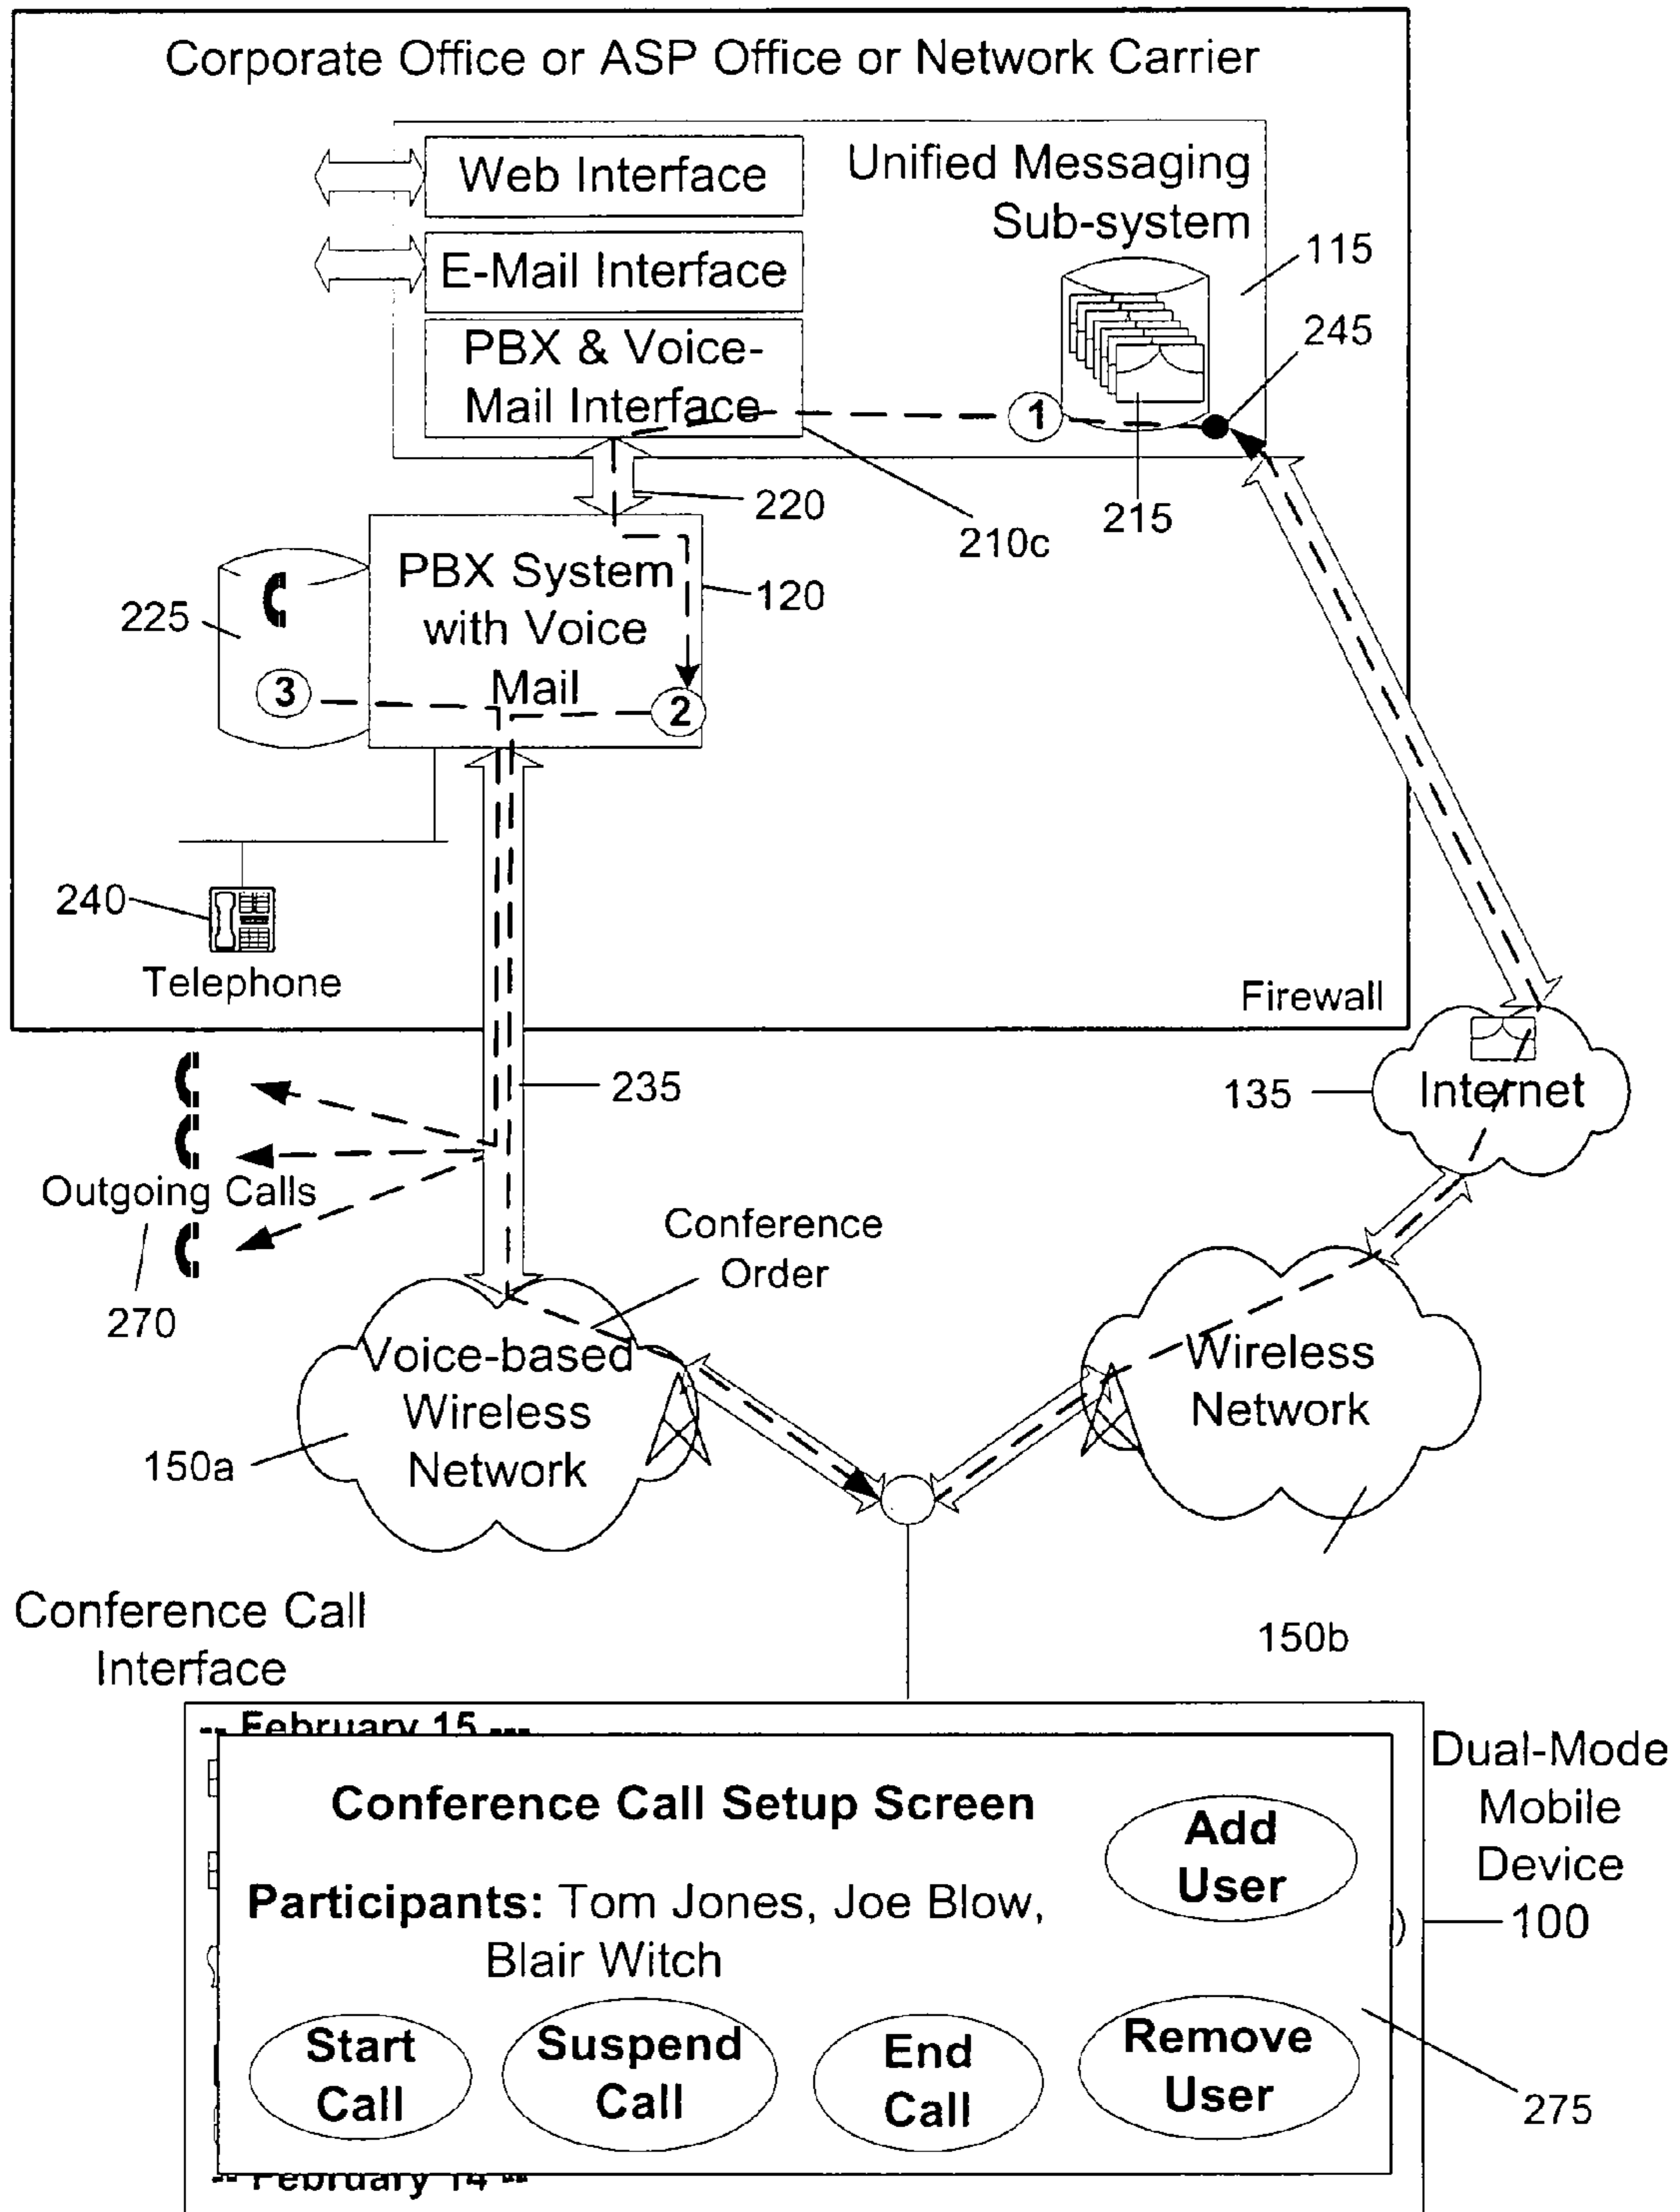 Corporate Office or ASP Office or Network Carrier
Web Interface
Unified Messaging
Sub-system
E-Mail Interface
115
PBX & Voice-
Mail Interface
245
1
220
210c
215
PBX System
with Voice
Mail
120
225
3
2
240
Telephone
Firewall
235
135
Internet
Outgoing Calls
270
Conference
Order
Voice-based
Wireless
Network
150a
Wireless
Network
150b
Conference Call
Interface
-- February 15 ---
Conference Call Setup Screen
Add
User
Dual-Mode
Mobile
Device
100
Participants: Tom Jones, Joe Blow,
Blair Witch
Start
Call
Suspend
Call
End
Call
Remove
User
275
-- February 14 --